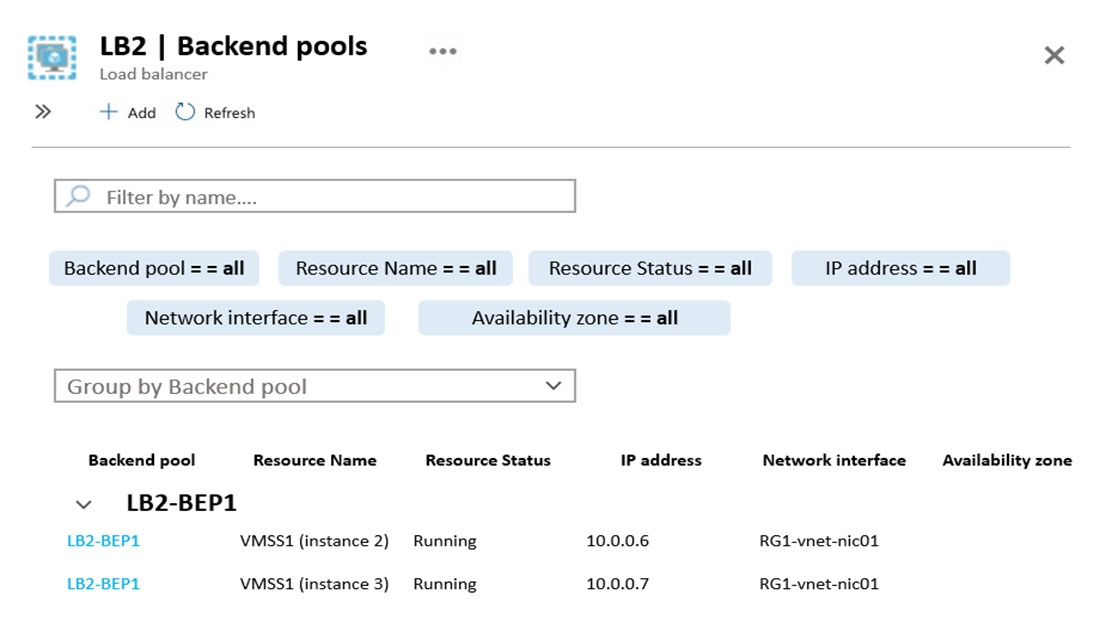 LB2 | Backend pools
Load balancer
Add Refresh
Filter by name....
Backend pool = = all Resource Name = = all Resource Status = = all IP address = = all
Network interface = = all Availability zone = = all
Group by Backend pool
Backend pool Resource Name Resource Status IP address Network interface Availability zone
LB2-BEP1
LB2-BEP1 VMSS1 (instance 2) Running 10.0.0.6 RG1-vnet-nic01
LB2-BEP1 VMSS1 (instance 3) Running 10.0.0.7 RG1-vnet-nic01